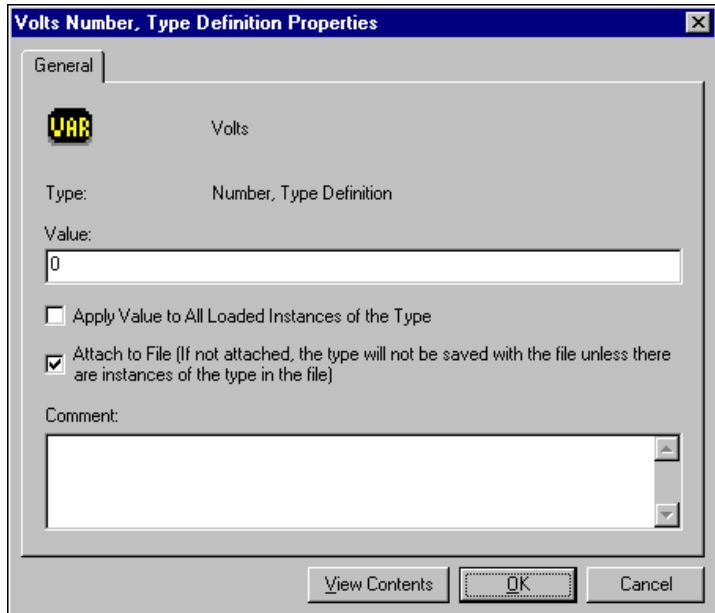 Volts Number, Type Definition Properties
General
VAR
Volts
Type:
Number, Type Definition
Value:
0
Apply Value to All Loaded Instances of the Type
Attach to File (If not attached, the type will not be saved with the file unless there
are instances of the type in the file)
Comment:
View Contents
OK
Cancel